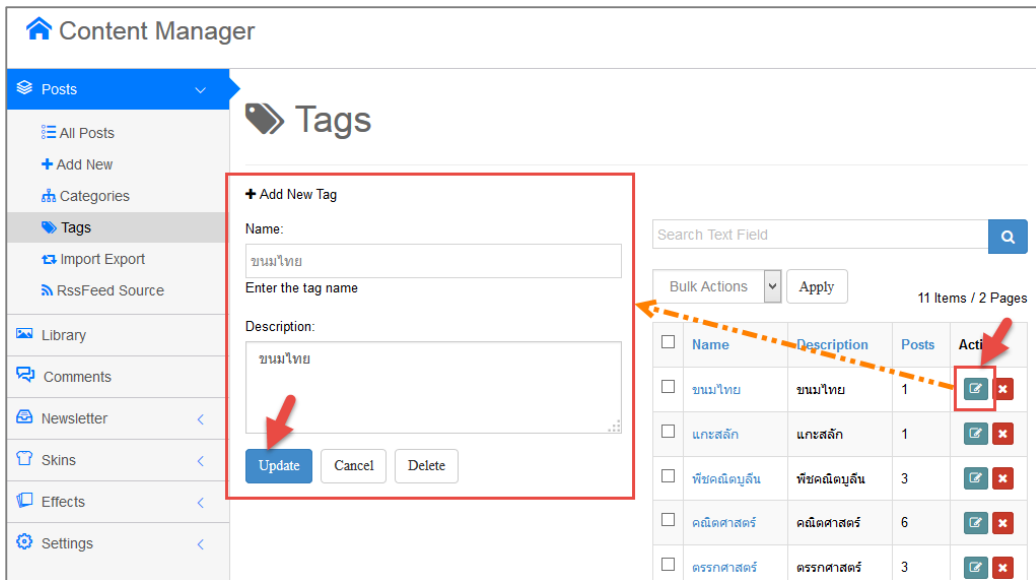 Content Manager
Posts
All Posts
Add New
Categories
Tags
Import Export
RssFeed Source
Library
Comments
Newsletter
Skins
Effects
Settings
Tags
Add New Tag
Name:
ขนมไทย
Enter the tag name
Description:
ขนมไทย
Update Cancel Delete
Search Text Field
Bulk Actions Apply
11 Items / 2 Pages
Name Description Posts Acti
ขนมไทย ขนมไทย 1
แกะสลัก แกะสลัก 1
พีชคณิตบูลีน พีชคณิตบูลีน 3
คณิตศาสตร์ คณิตศาสตร์ 6
ตรรกศาสตร์ ตรรกศาสตร์ 3